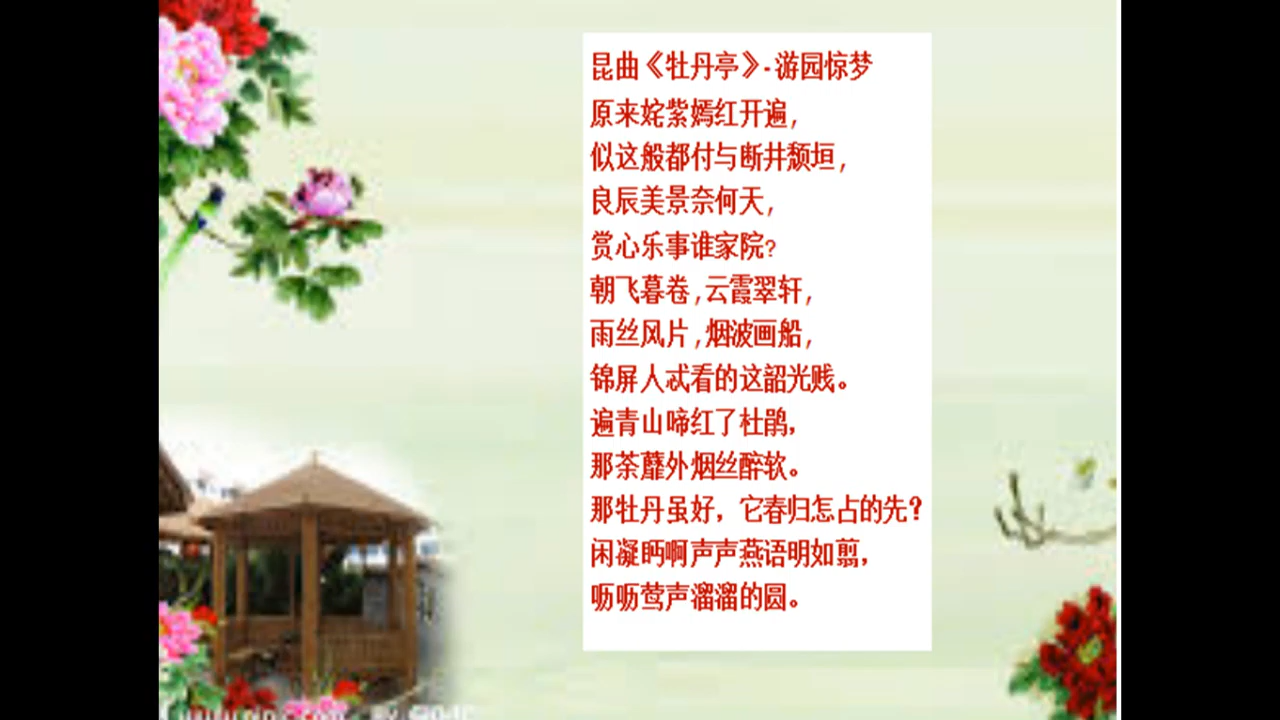 昆曲《牡丹亭》-游园惊梦
原来姹紫嫣红开遍,
似这般都付与断井颓垣,
良辰美景奈何天,
赏心乐事谁家院?
朝飞暮卷,云霞翠轩,
雨丝风片,烟波画船,
锦屏人忒看的这韶光贱。
遍青山啼红了杜鹃，
那荼蘼外烟丝醉软。
那牡丹虽好，它春归怎占的先？
闲凝眄啊声声燕语明如翦，
呖呖莺声溜溜的圆。